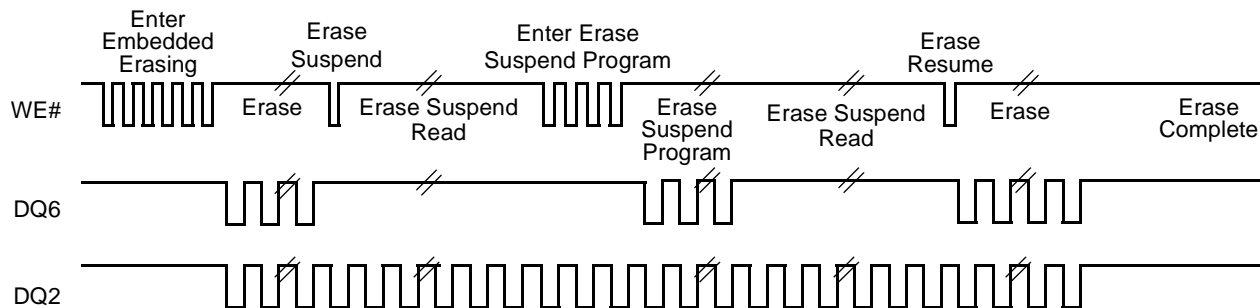 Enter
Embedded
Erasing
Erase
Suspend
Enter Erase
Suspend Program
Erase
Resume
WE#
Erase
Erase Suspend
Read
Erase
Suspend
Program
Erase Suspend
Read
Erase
Erase
Complete
DQ6
DQ2